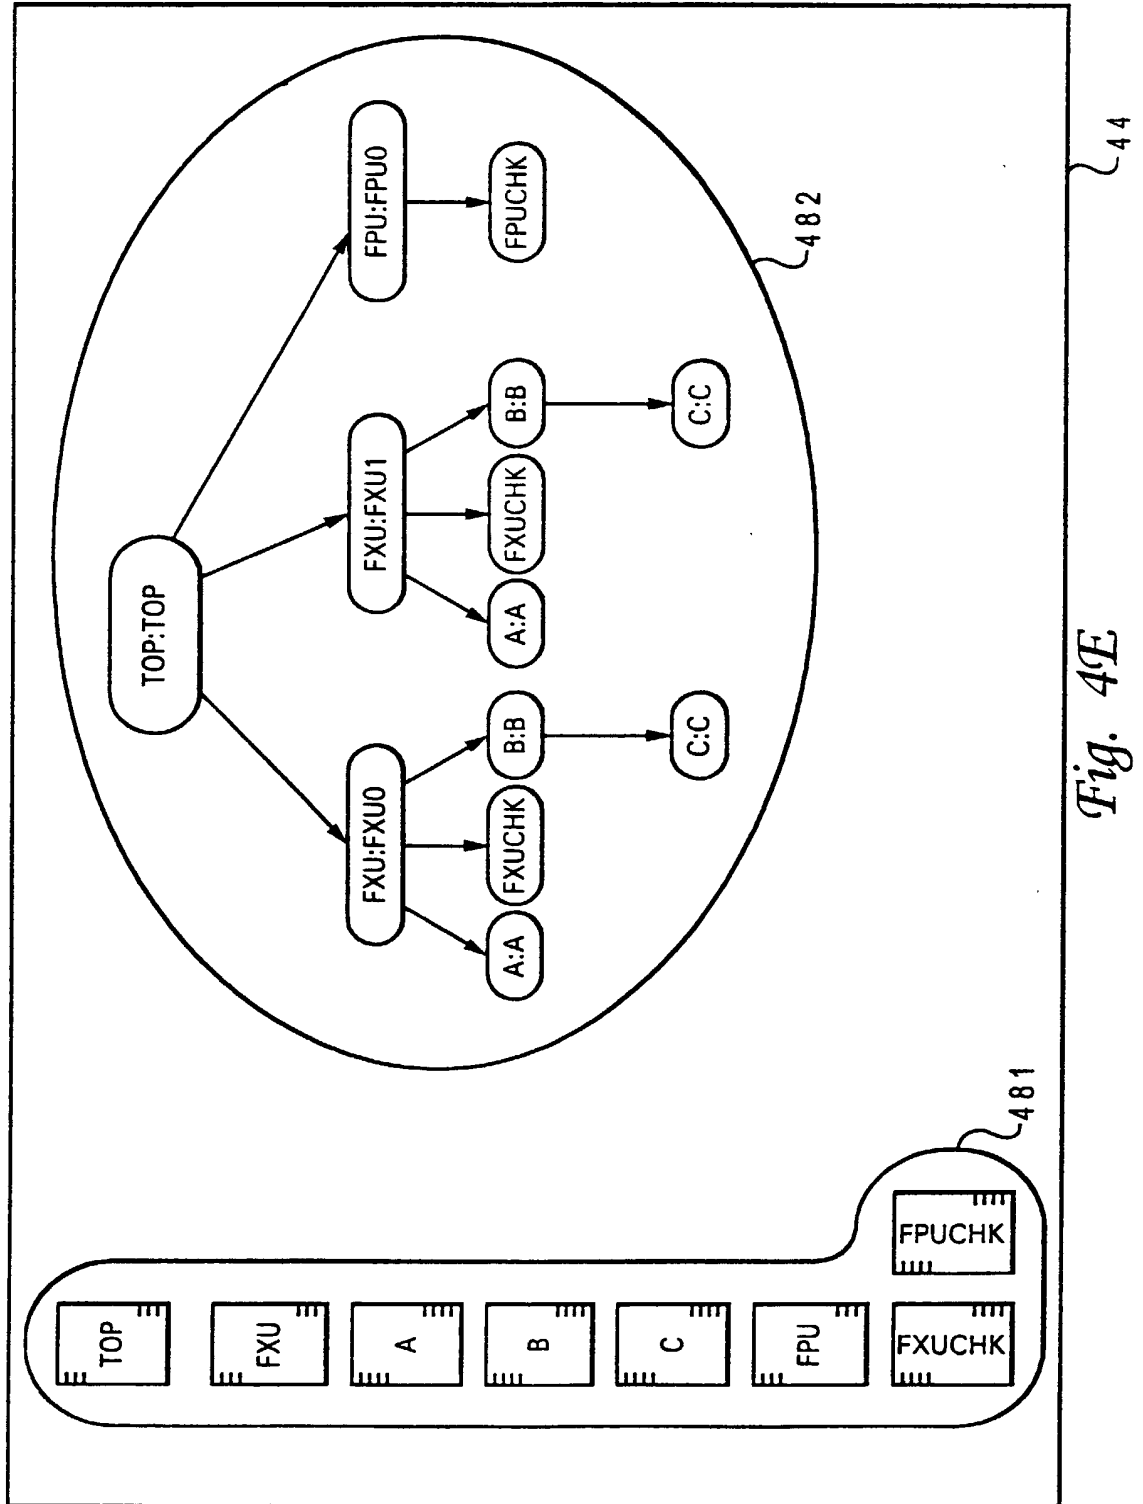 TOP:TOP
FXU:FXU0
FXU:FXU1
FPU:FPU0
A:A
FXUCHK
B:B
A:A
FXUCHK
B:B
FPUCHK
C:C
C:C
482
TOP
FXU
A
B
C
FPU
FXUCHK
FPUCHK
481
44
Fig. 4E